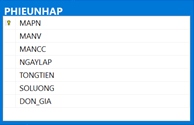 PHIEUNHAP
MAPN
MANV
MANCC
NGAYLAP
TONGTIEN
SOLUONG
DON_GIA